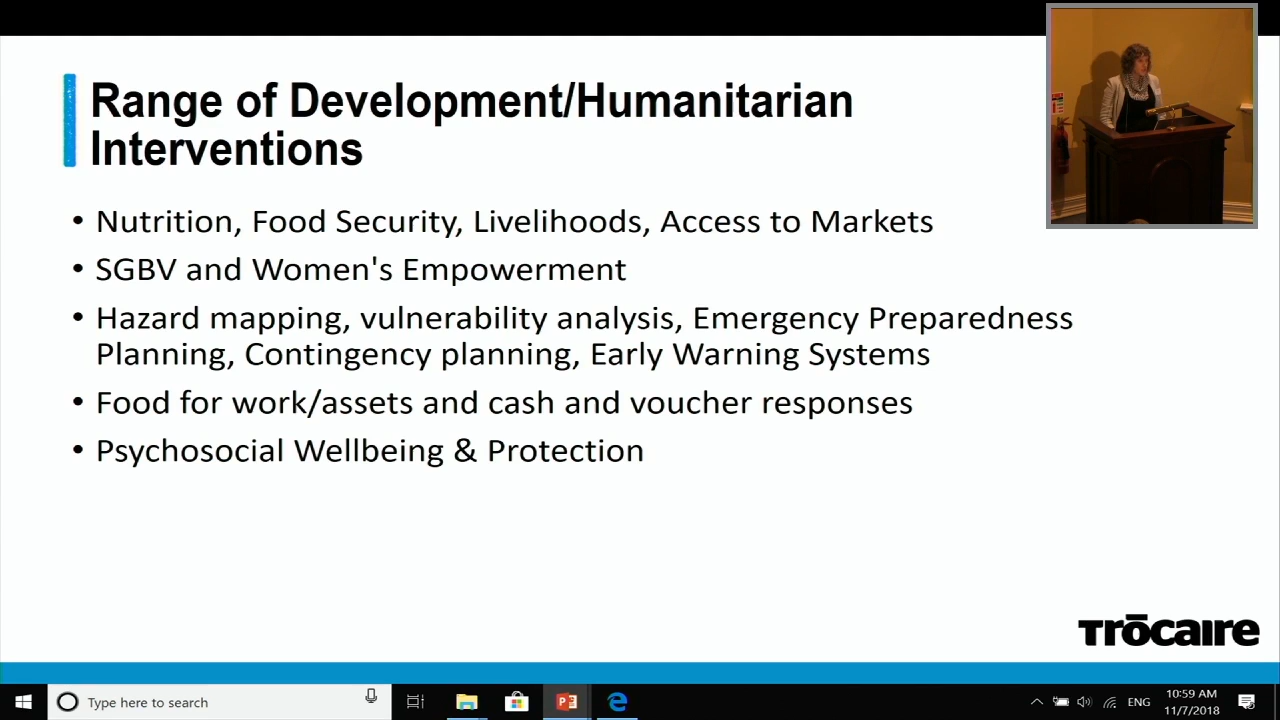 Range of Development/Humanitarian
Interventions
• Nutrition, Food Security, Livelihoods, Access to Markets
• SGBV and Women's Empowerment
• Hazard mapping, vulnerability analysis, Emergency Preparedness
Planning, Contingency planning, Early Warning Systems
• Food for work/assets and cash and voucher responses
• Psychosocial Wellbeing & Protection
Trōcaire
Type here to search
ENG
10:59 AM
11/7/2018